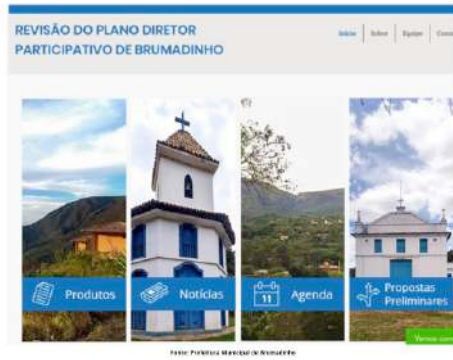 REVISÃO DO PLANO DIRETOR
PARTICIPATIVO DE BRUMADINHO
Início Sobre Equipe
Produtos
Notícias
11
Agenda
Propostas
Preliminares
Fonte: Prefeitura Municipal de Brumadinho